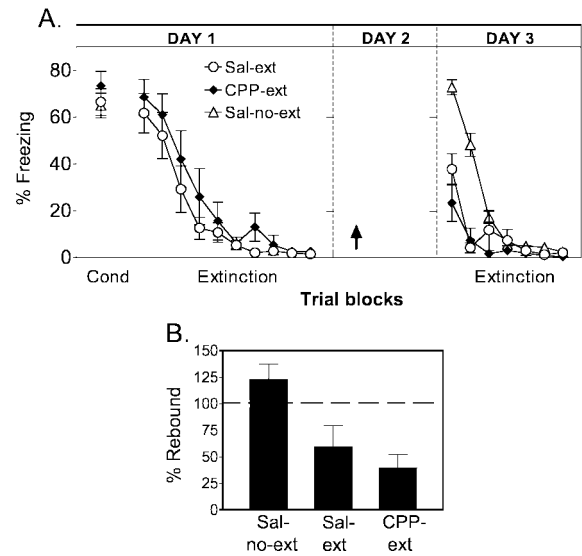 A.
DAY 1 DAY 2 DAY 3
Sal-ext
CPP-ext
Sal-no-ext
80
60
40
20
0
% Freezing
Cond Extinction Extinction
Trial blocks
B.
150
125
100
75
50
25
0
% Rebound
Sal- Sal- CPP-
no-ext ext ext